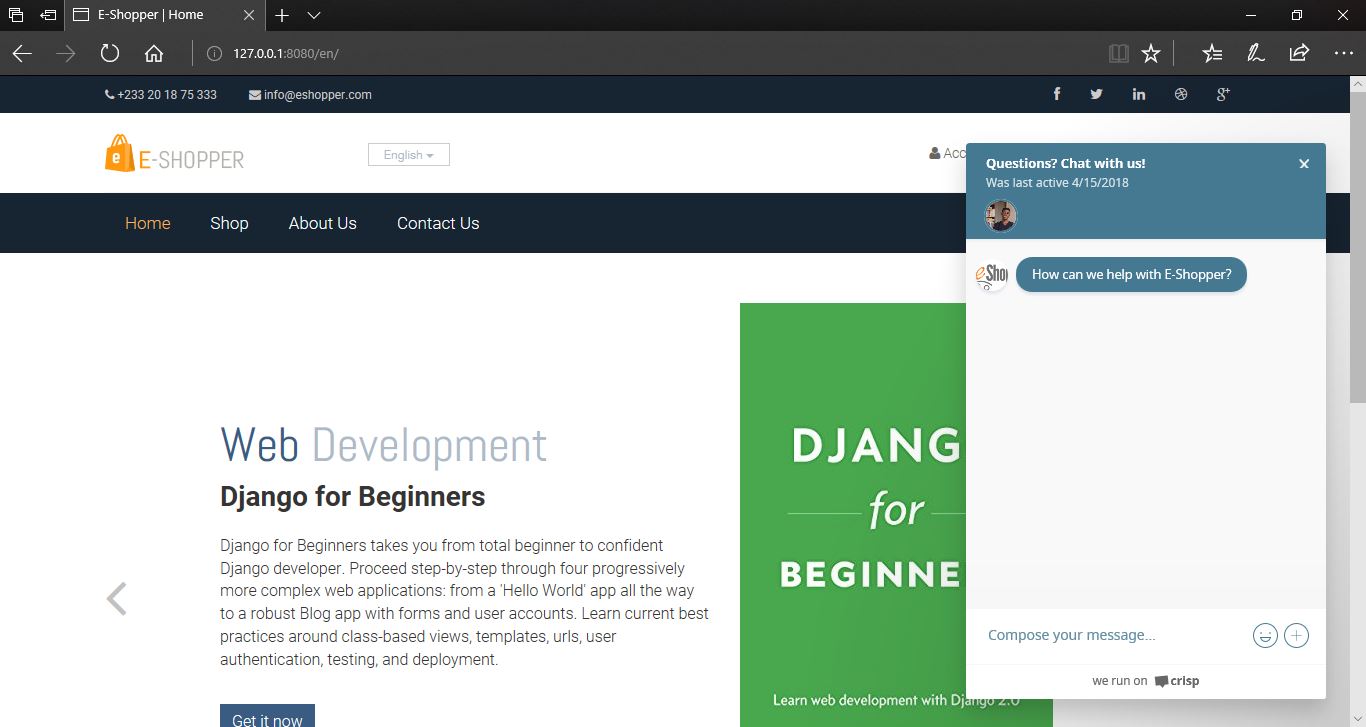 E-Shopper | Home
127.0.0.1:8080/en/
+233 20 18 75 333
info@eshopper.com
e
E-SHOPPER
English
Acc
Home
Shop
About Us
Contact Us
Questions? Chat with us!
Was last active 4/15/2018
e-Shop
How can we help with E-Shopper?
Web Development
Django for Beginners
Django for Beginners takes you from total beginner to confident
Django developer. Proceed step-by-step through four progressively
more complex web applications: from a 'Hello World' app all the way
to a robust Blog app with forms and user accounts. Learn current best
practices around class-based views, templates, urls, user
authentication, testing, and deployment.
Get it now
DJANG
for
BEGINNE
Learn web development with Django 2.0
Compose your message...
we run on crisp